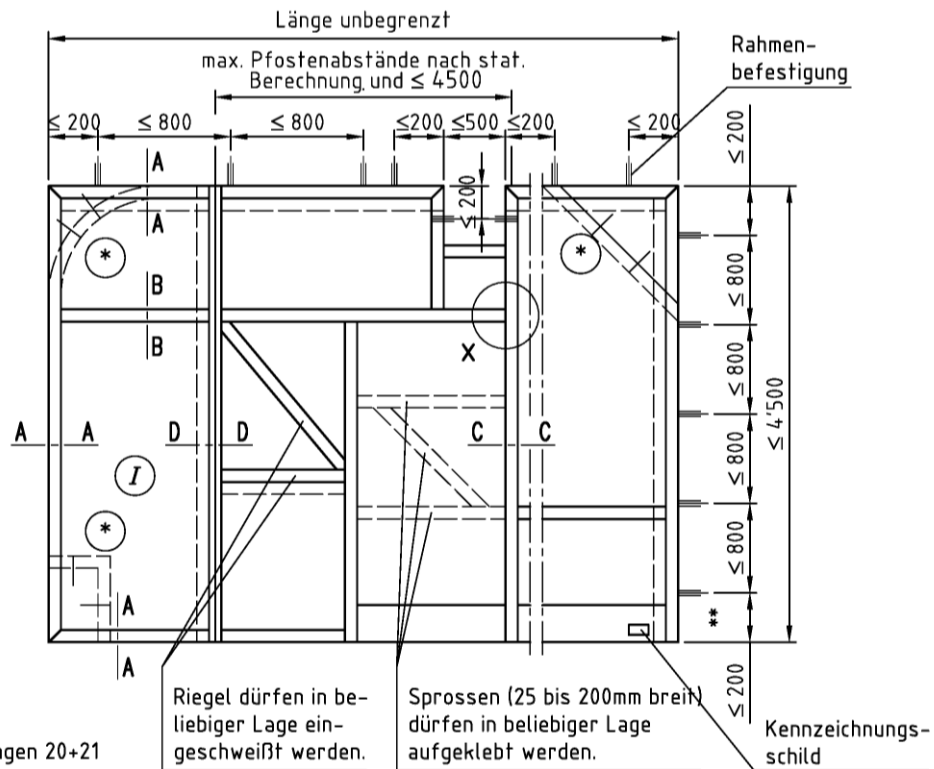 Länge unbegrenzt
max. Pfostenabstände nach stat.
Berechnung und ≤ 4500
Rahmen-
befestigung
≤ 200
≤ 800
≤ 800
≤200
≤500
≤200
≤ 200
≤ 200
A
A
≤ 200
*
*
B
B
X
≤ 800
≤ 800
≤ 800
≤ 800
≤ 4'500
A
A
D
D
C
C
I
*
A
A
**
≤ 200
Riegel dürfen in be-
liebiger Lage ein-
geschweißt werden.
Sprossen (25 bis 200mm breit)
dürfen in beliebiger Lage
aufgeklebt werden.
Kennzeichnungs-
schild
gen 20+21